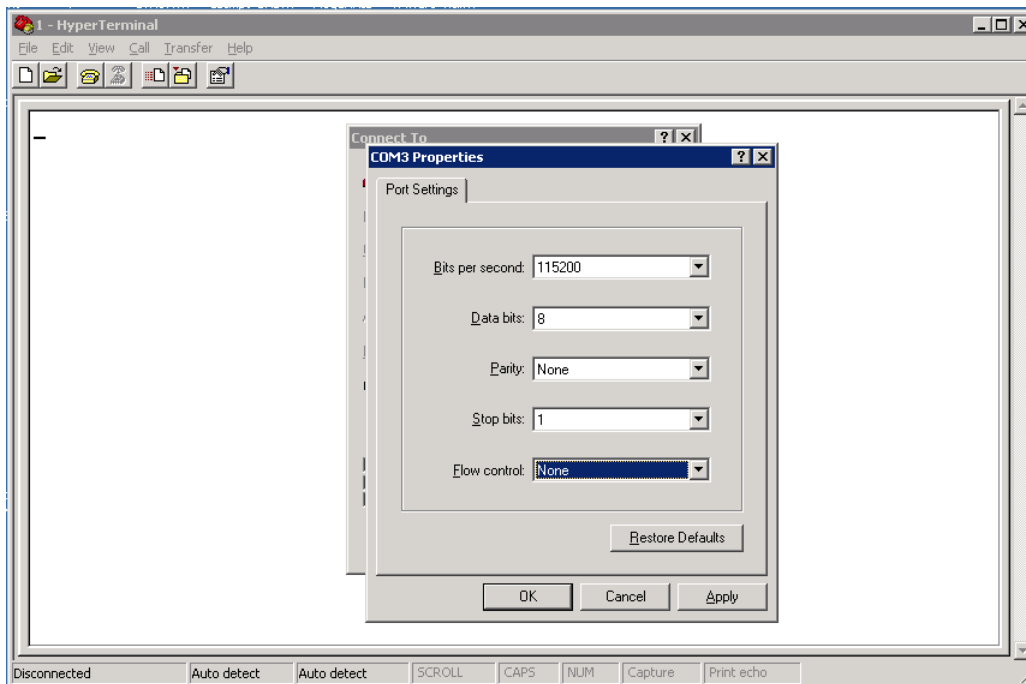 1 - HyperTerminal
File Edit View Call Transfer Help
Connect To
COM3 Properties
Port Settings
Bits per second: 115200
Data bits: 8
Parity: None
Stop bits: 1
Flow control: None
Restore Defaults
OK Cancel Apply
Disconnected Auto detect Auto detect SCROLL CAPS NUM Capture Print echo